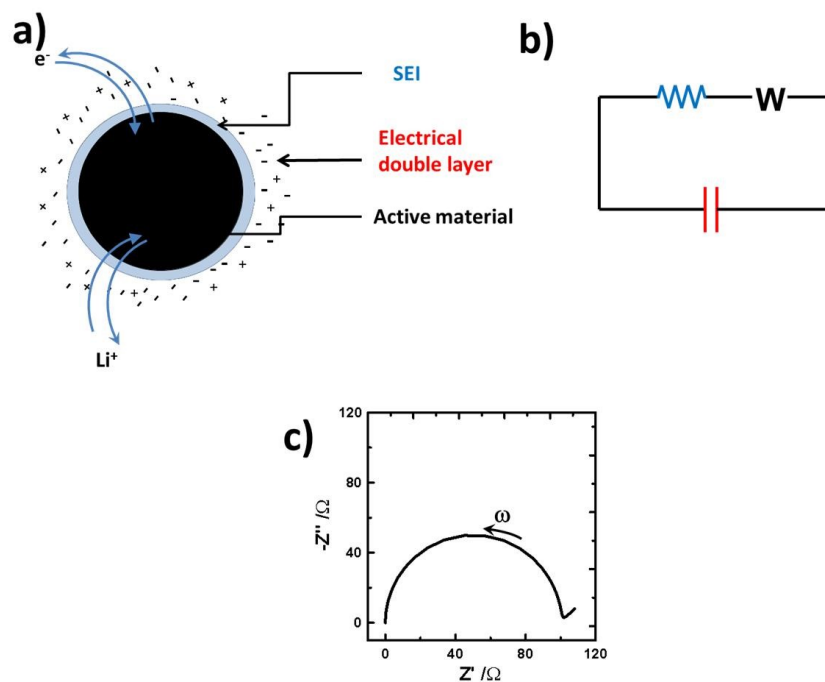 a)
e-
SEI
Electrical
double layer
Active material
Li+
b)
W
c)
120
80
40
0
-Z'' /Ω
ω
0 40 80 120
Z' /Ω